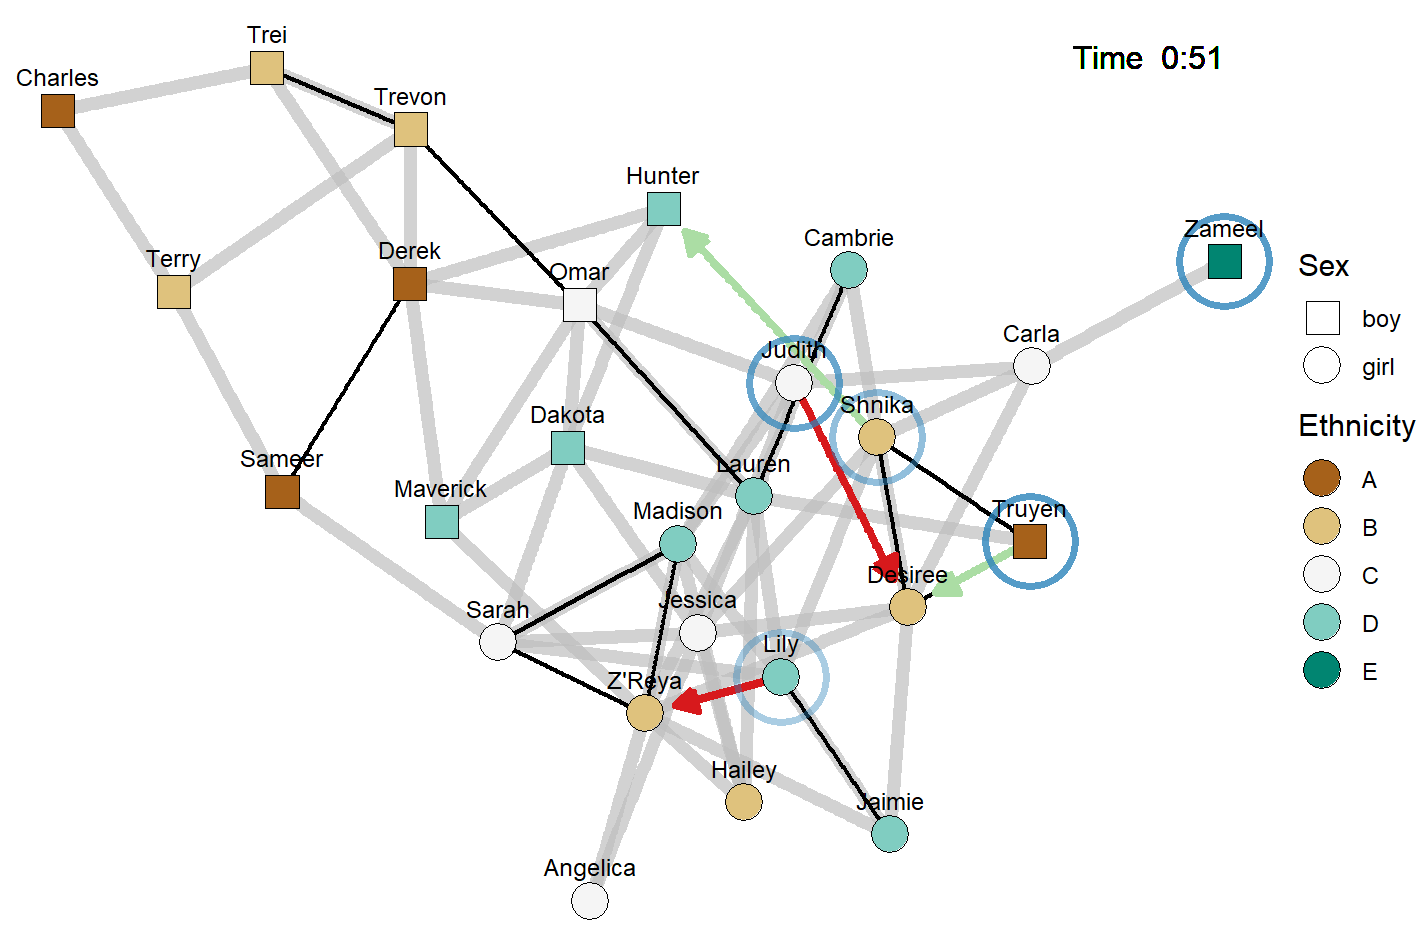 Trei
Time 0:51
Charles
Trevon
Hunter
Zameel
Cambrie
Derek
Terry
Omar
Sex
boy
Carla
Judith
girl
Shnika
Dakota
Ethnicity
Sameer
Lauren
A
Maverick
Madison
Truyen
B
Desiree
C
Jessica
Sarah
D
Lily
Z'Reya
E
Hailey
Jaimie
Angelica